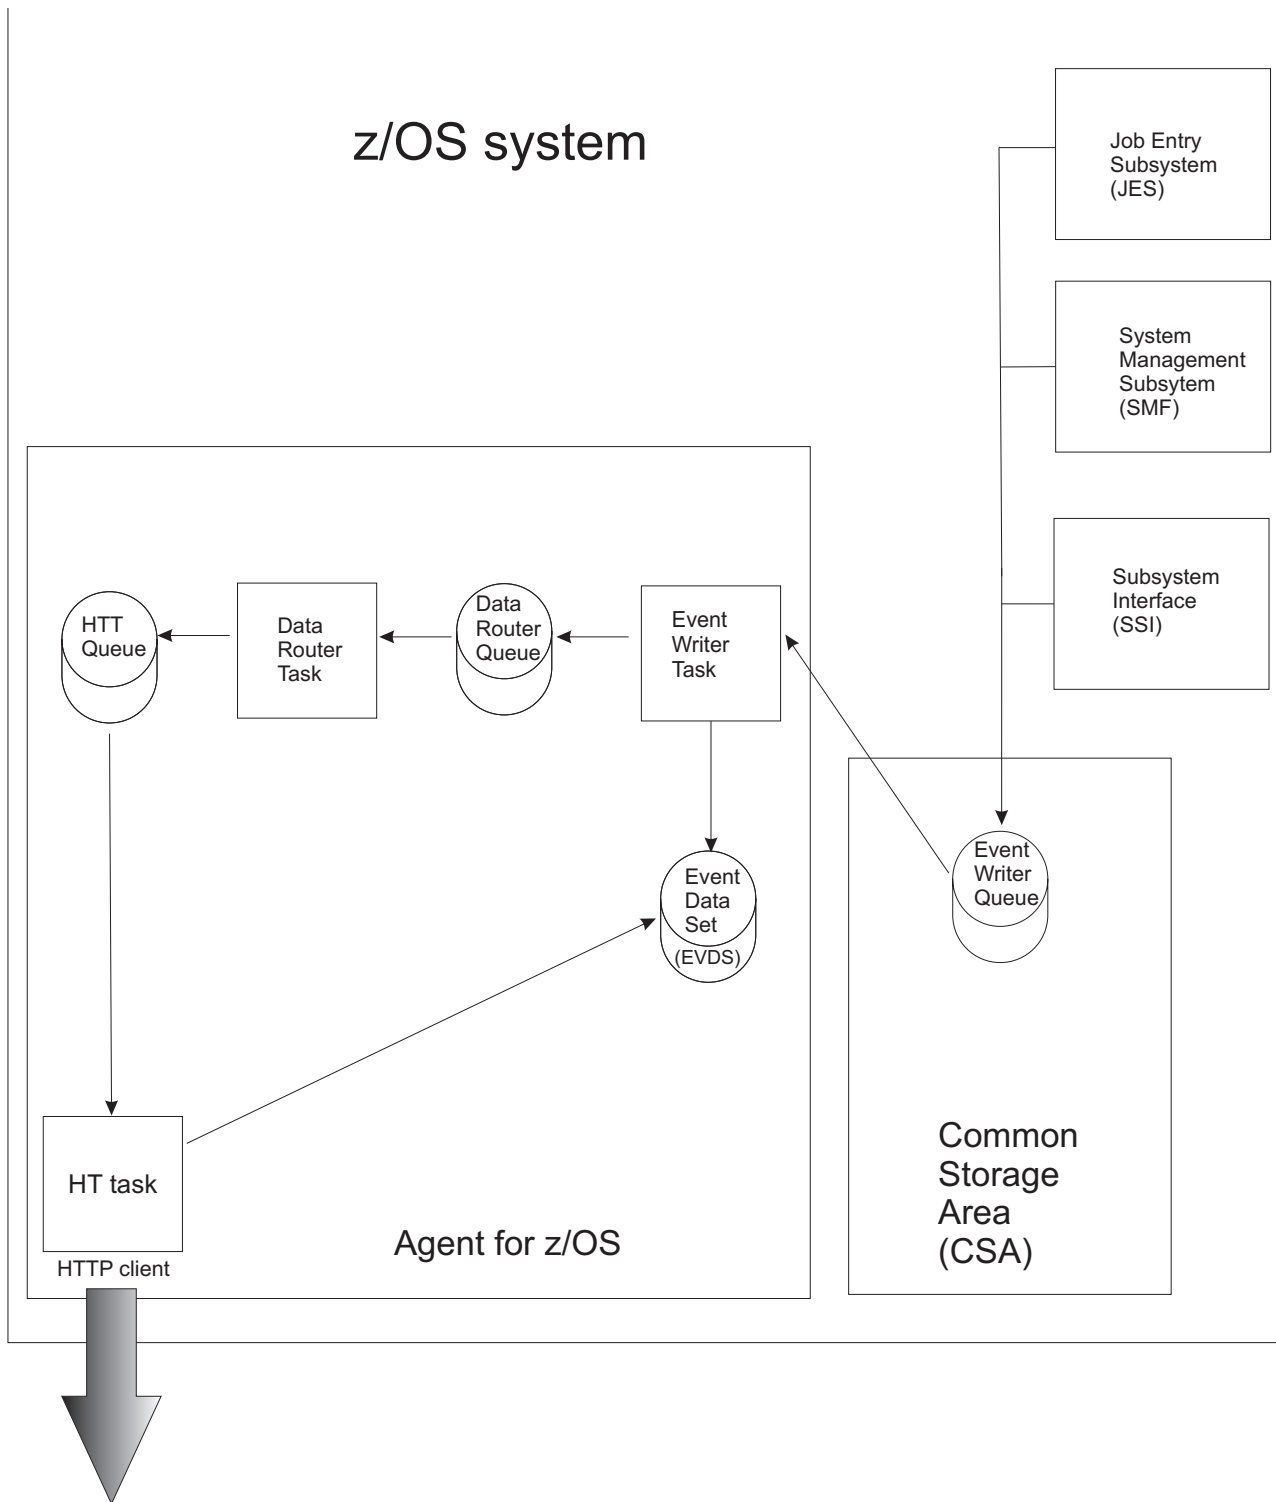 z/OS system
Job Entry
Subsystem
(JES)
System
Management
Subsytem
(SMF)
Subsystem
Interface
(SSI)
HTT
Queue
Data
Router
Task
Data
Router
Queue
Event
Writer
Task
Event
Data
Set
(EVDS)
Event
Writer
Queue
HT task
HTTP client
Agent for z/OS
Common
Storage
Area
(CSA)